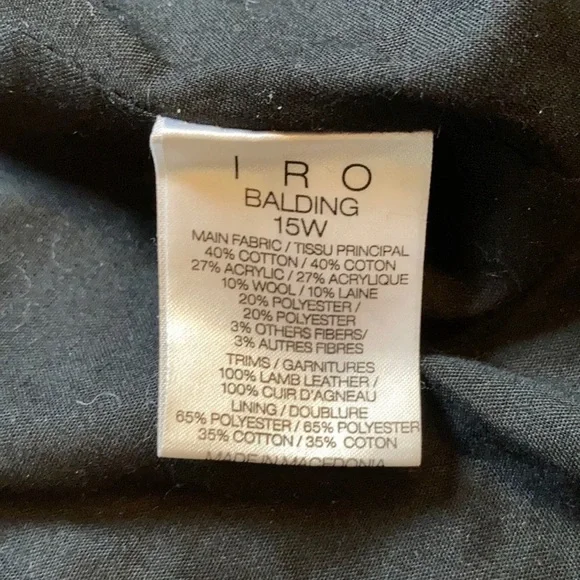 I R O
BALDING
15W
MAIN FABRIC / TISSU PRINCIPAL
40% COTTON / 40% COTON
27% ACRYLIC / 27% ACRYLIQUE
10% WOOL / 10% LAINE
20% POLYESTER /
20% POLYESTER
3% OTHERS FIBERS/
3% AUTRES FIBRES
TRIMS / GARNITURES
100% LAMB LEATHER /
100% CUIR D'AGNEAU
LINING / DOUBLURE
65% POLYESTER / 65% POLYESTER
35% COTTON / 35% COTON
MADE IN MACEDONIA